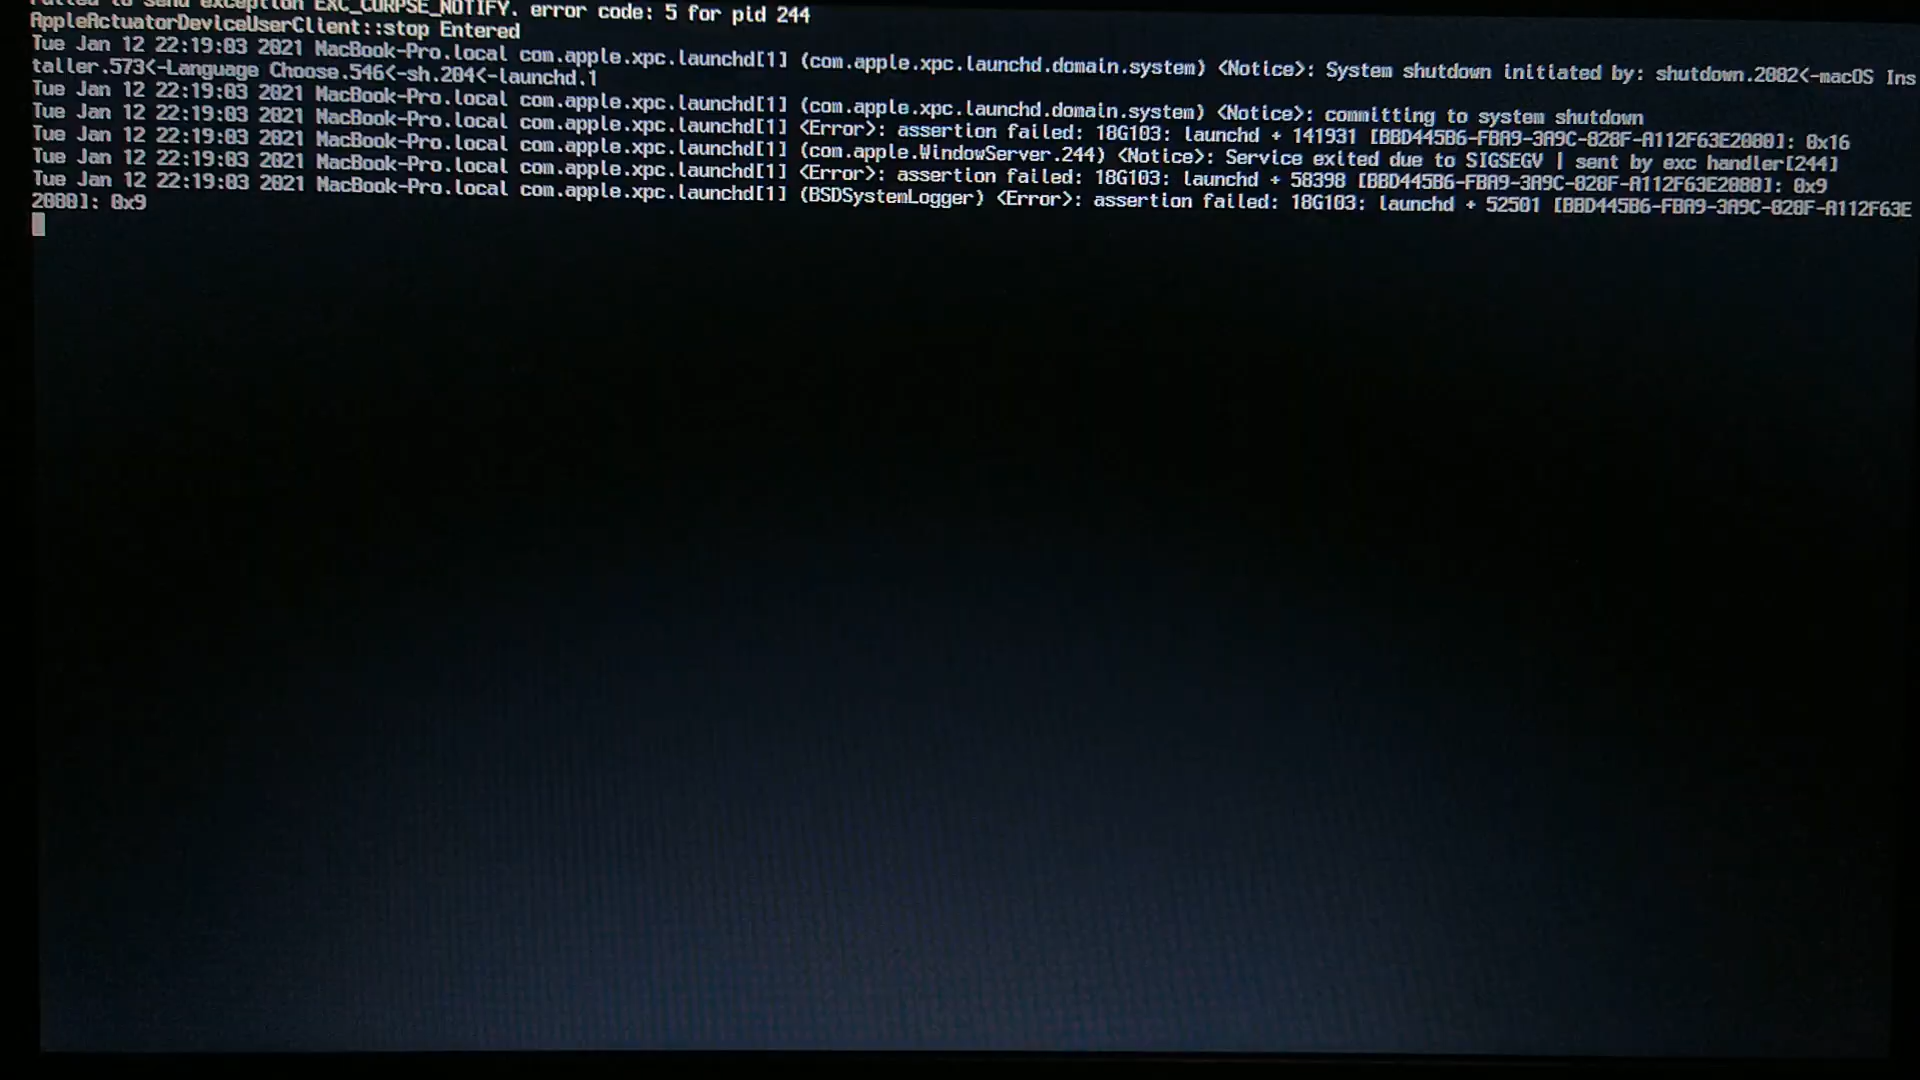 Failed to send exception EXC_CORPSE_NOTIFY. error code: 5 for pid 244
AppleActuatorDeviceUserClient::stop Entered
Tue Jan 12 22:19:03 2021 MacBook-Pro.local com.apple.xpc.launchd[1] (com.apple.xpc.launchd.domain.system) <Notice>: System shutdown initiated by: shutdown.2082<-macOS Ins
taller.573<-Language Choose.546<-sh.204<-launchd.1
Tue Jan 12 22:19:03 2021 MacBook-Pro.local com.apple.xpc.launchd[1] (com.apple.xpc.launchd.domain.system) <Notice>: committing to system shutdown
Tue Jan 12 22:19:03 2021 MacBook-Pro.local com.apple.xpc.launchd[1] <Error>: assertion failed: 18G103: launchd + 141931 [BBD445B6-FBA9-3A9C-828F-A112F63E2080]: 0x16
Tue Jan 12 22:19:03 2021 MacBook-Pro.local com.apple.xpc.launchd[1] (com.apple.WindowServer.244) <Notice>: Service exited due to SIGSEGV | sent by exc handler[244]
Tue Jan 12 22:19:03 2021 MacBook-Pro.local com.apple.xpc.launchd[1] <Error>: assertion failed: 18G103: launchd + 58398 [BBD445B6-FBA9-3A9C-828F-A112F63E2080]: 0x9
Tue Jan 12 22:19:03 2021 MacBook-Pro.local com.apple.xpc.launchd[1] (BSDSystemLogger) <Error>: assertion failed: 18G103: launchd + 52501 [BBD445B6-FBA9-3A9C-828F-A112F63E
2080]: 0x9